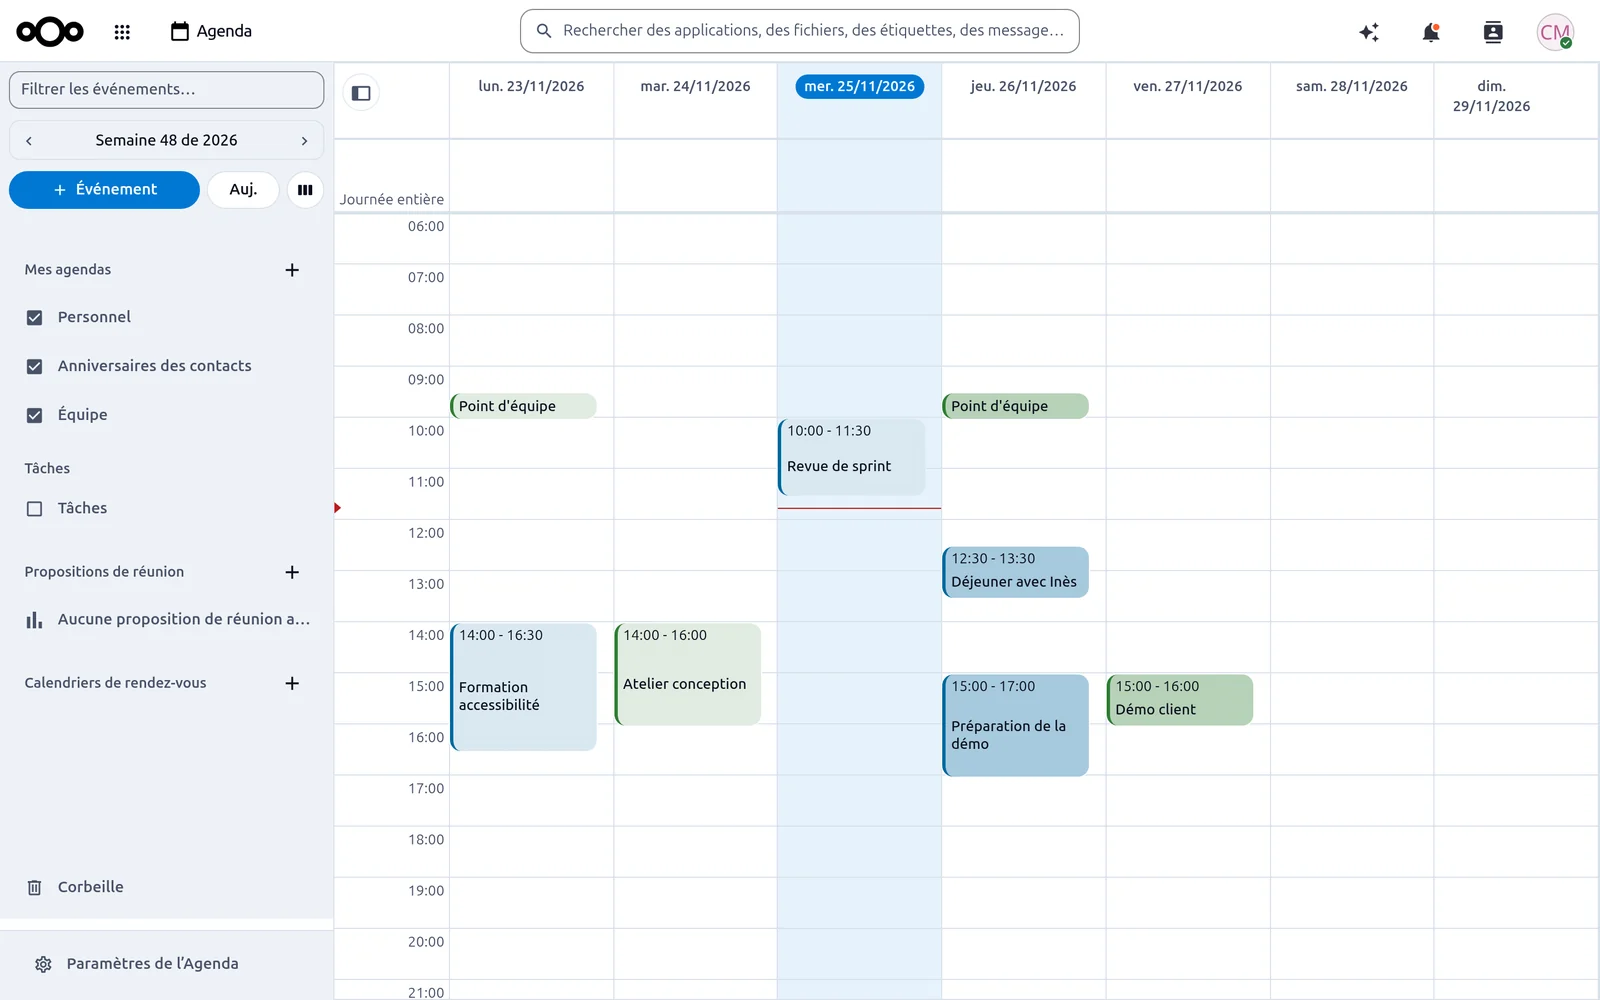 Agenda
Rechercher des applications, des fichiers, des étiquettes, des message…
CM
Filtrer les événements…
Semaine 48 de 2026
Événement
Auj.
Mes agendas
Personnel
Anniversaires des contacts
Équipe
Tâches
Tâches
Propositions de réunion
Aucune proposition de réunion a…
Calendriers de rendez-vous
Corbeille
Paramètres de l’Agenda
lun. 23/11/2026
mar. 24/11/2026
mer. 25/11/2026
jeu. 26/11/2026
ven. 27/11/2026
sam. 28/11/2026
dim.
29/11/2026
Journée entière
06:00
07:00
08:00
09:00
10:00
11:00
12:00
13:00
14:00
15:00
16:00
17:00
18:00
19:00
20:00
21:00
Point d'équipe
14:00 - 16:30
Formation
accessibilité
14:00 - 16:00
Atelier conception
10:00 - 11:30
Revue de sprint
Point d'équipe
12:30 - 13:30
Déjeuner avec Inès
15:00 - 17:00
Préparation de la
démo
15:00 - 16:00
Démo client